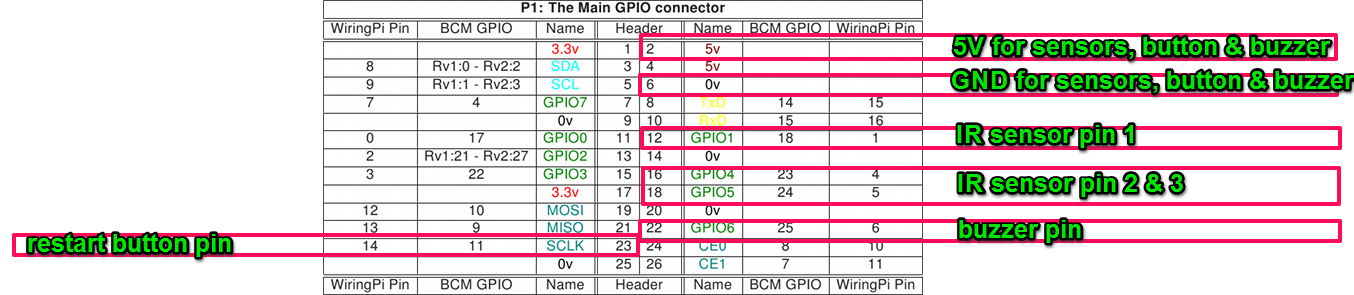 P1: The Main GPIO connector
WiringPi Pin BCM GPIO Name Header Name BCM GPIO WiringPi Pin
3.3v 1 2 5v 5V for sensors, button & buzzer
8 Rv1:0 - Rv2:2 SDA 3 4 5v
9 Rv1:1 - Rv2:3 SCL 5 6 0v GND for sensors, button & buzzer
7 4 GPIO7 7 8 TxD 14 15
0v 9 10 RxD 15 16
0 17 GPIO0 11 12 GPIO1 18 1 IR sensor pin 1
2 Rv1:21 - Rv2:27 GPIO2 13 14 0v
3 22 GPIO3 15 16 GPIO4 23 4
3.3v 17 18 GPIO5 24 5 IR sensor pin 2 & 3
12 10 MOSI 19 20 0v
13 9 MISO 21 22 GPIO6 25 6 buzzer pin
restart button pin 14 11 SCLK 23 24 CE0 8 10
0v 25 26 CE1 7 11
WiringPi Pin BCM GPIO Name Header Name BCM GPIO WiringPi Pin